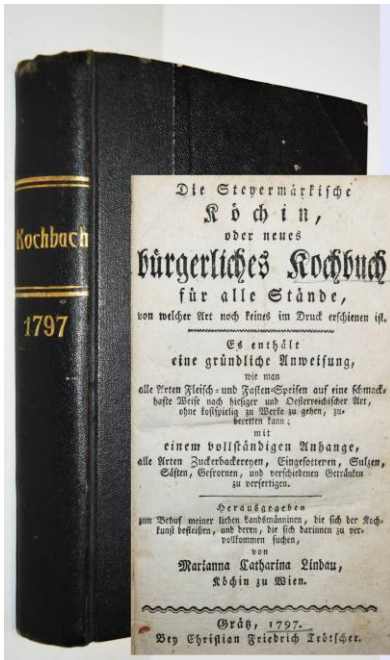 Kochbuch
1797
Die Steyermärkische
Köchin,
oder neues
bürgerliches Kochbuch
für alle Stände,
von welcher Art noch keines im Druck erschienen ist.
Es enthält
eine gründliche Anweisung,
wie man
alle Arten Fleisch- und Fasten-Speisen auf eine schmack-
hafte Weise nach hiesiger und Oesterreichischer Art,
ohne kostspielig zu Werke zu gehen, zu-
bereiten kann;
mit
einem vollständigen Anhange,
alle Arten Zuckerbackereyen, Eingesottenen, Sulzen,
Säften, Gefrornen, und verschiedenen Getränken
zu verfertigen.
Herausgegeben
zum Behuf meiner lieben Landsmänninen, die sich der Koch-
kunst befleißen, und deren, die sich darinnen zu ver-
vollkommen suchen,
von
Marianna Catharina Lindau,
Köchin zu Wien.
Grätz, 1797.
Bey Christian Friedrich Trötscher.